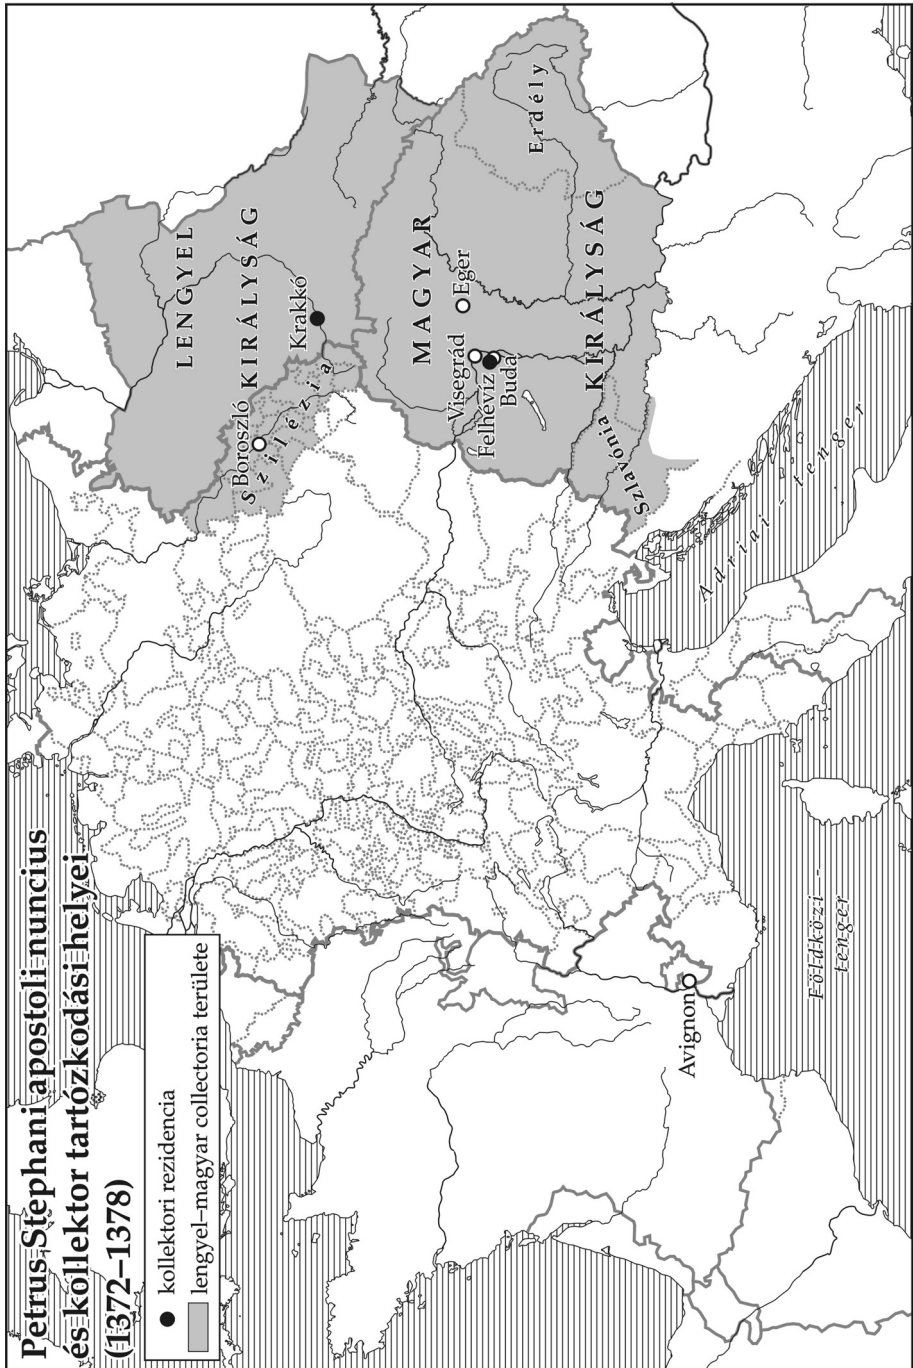 Petrus Stephani apostoli nuncius
és kollektor tartózkodási helyei
(1372–1378)
kollektori rezidencia
lengyel–magyar collectoria területe
LENGYEL
KIRÁLYSÁG
Krakkó
Boroszló
Szilézia
MAGYAR
KIRÁLYSÁG
Eger
Visegrád
Felhévíz
Buda
Erdély
Szlavónia
Adriai-tenger
Avignon
Földközi-
tenger